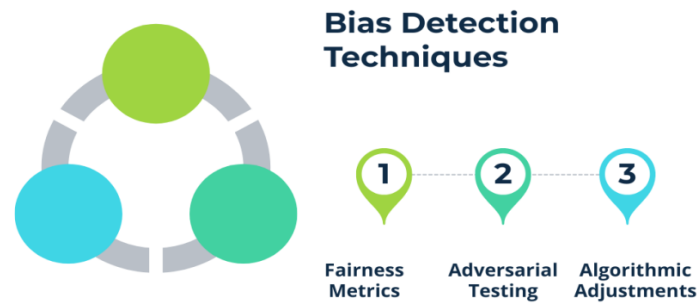 Bias Detection
Techniques
1
2
3
Fairness
Metrics
Adversarial
Testing
Algorithmic
Adjustments